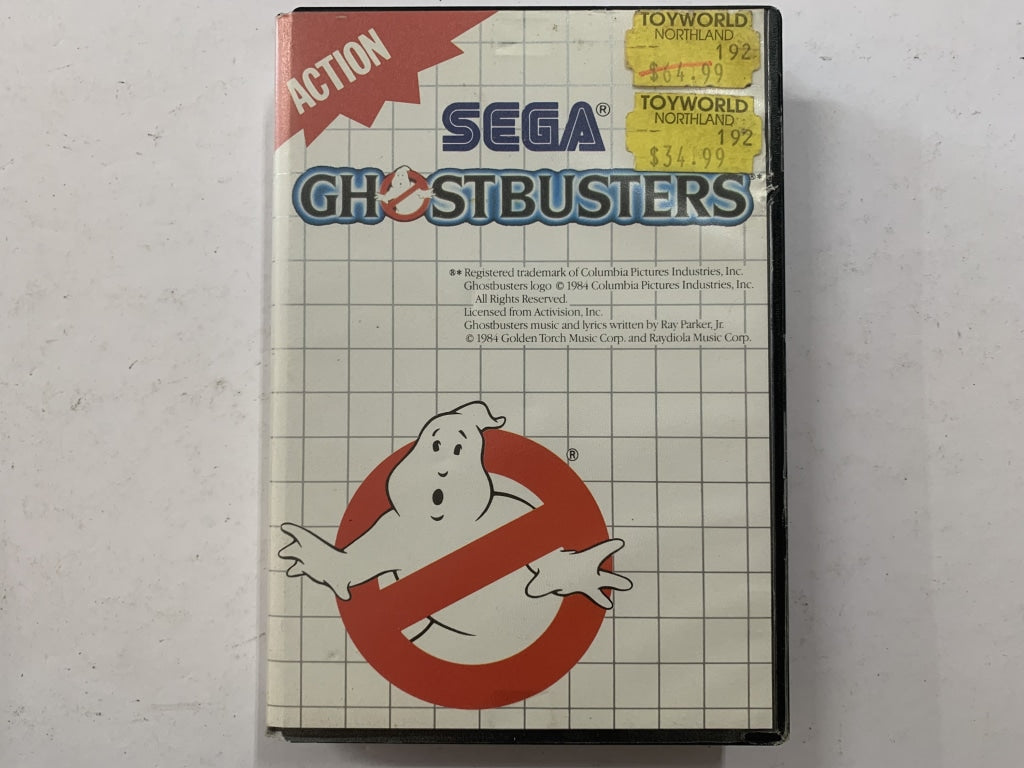 ACTION
TOYWORLD
NORTHLAND
192
$64.99
TOYWORLD
NORTHLAND
192
$34.99
SEGA®
GHOSTBUSTERS®*
®* Registered trademark of Columbia Pictures Industries, Inc.
Ghostbusters logo © 1984 Columbia Pictures Industries, Inc.
All Rights Reserved.
Licensed from Activision, Inc.
Ghostbusters music and lyrics written by Ray Parker, Jr.
© 1984 Golden Torch Music Corp. and Raydiola Music Corp.
®